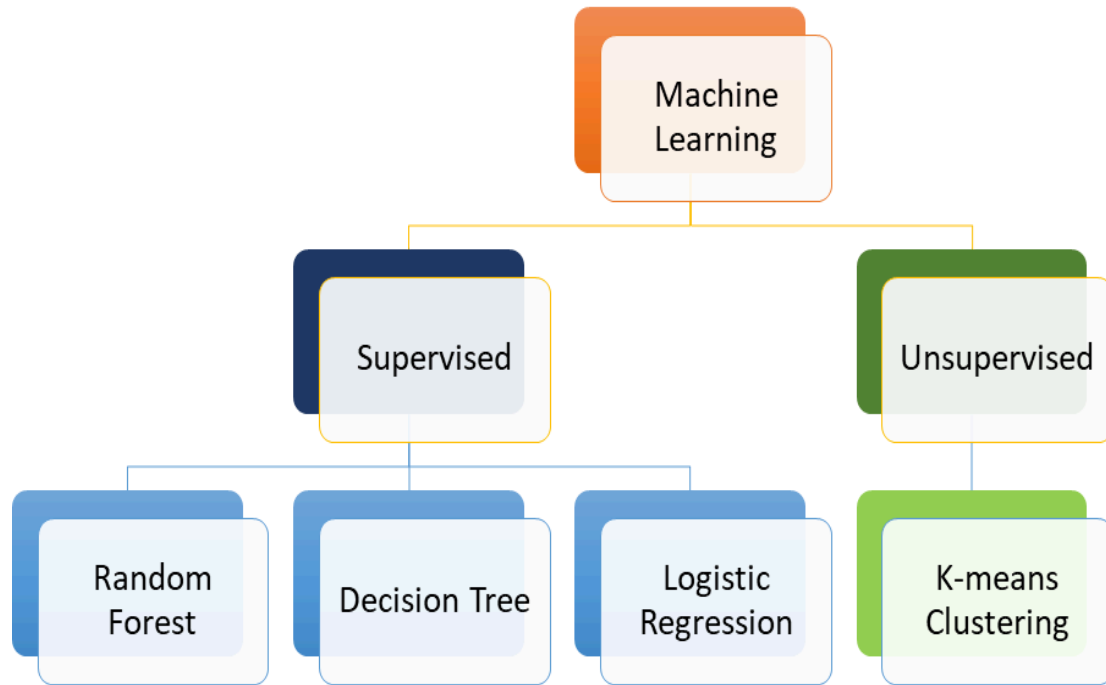 Machine
Learning
Supervised
Unsupervised
Random
Forest
Decision Tree
Logistic
Regression
K-means
Clustering